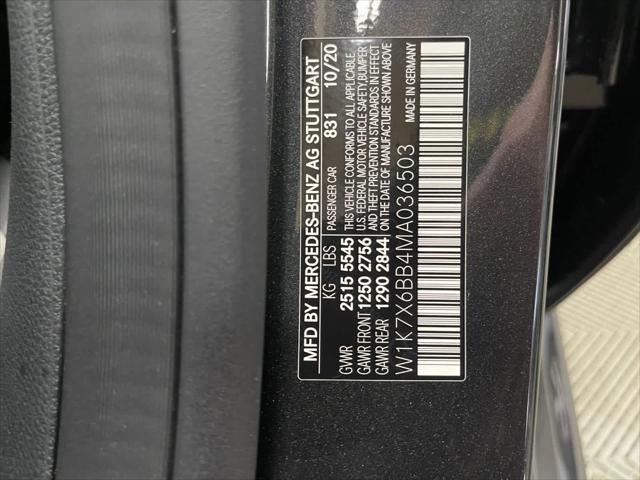 MFD BY MERCEDES-BENZ AG STUTTGART
KG LBS PASSENGER CAR 831 10/20
GVWR 2515 5545 THIS VEHICLE CONFORMS TO ALL APPLICABLE
U.S. FEDERAL MOTOR VEHICLE SAFETY, BUMPER
GAWR FRONT 1250 2756 AND THEFT PREVENTION STANDARDS IN EFFECT
GAWR REAR 1290 2844 ON THE DATE OF MANUFACTURE SHOWN ABOVE
W1K7X6BB4MA036503 MADE IN GERMANY